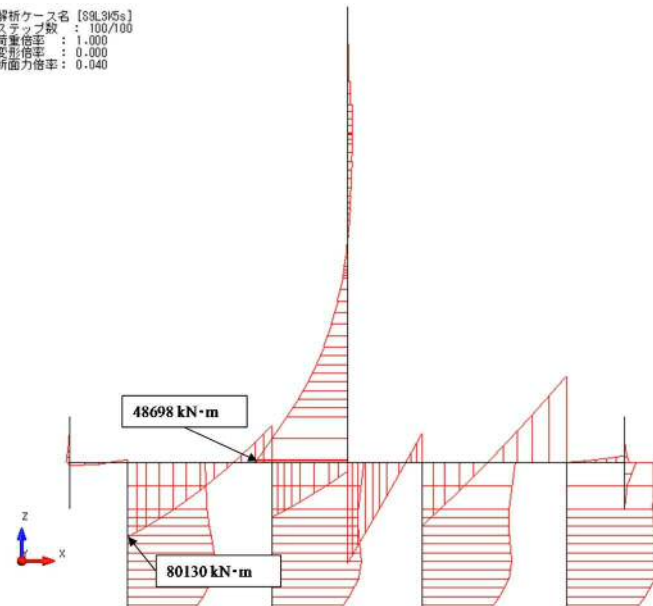 解析ケース名 [S9L3K5s]
ステップ数 : 100/100
荷重倍率 : 1.000
変形倍率 : 0.000
断面力倍率 : 0.040
48698 kN・m
80130 kN・m
Z
X